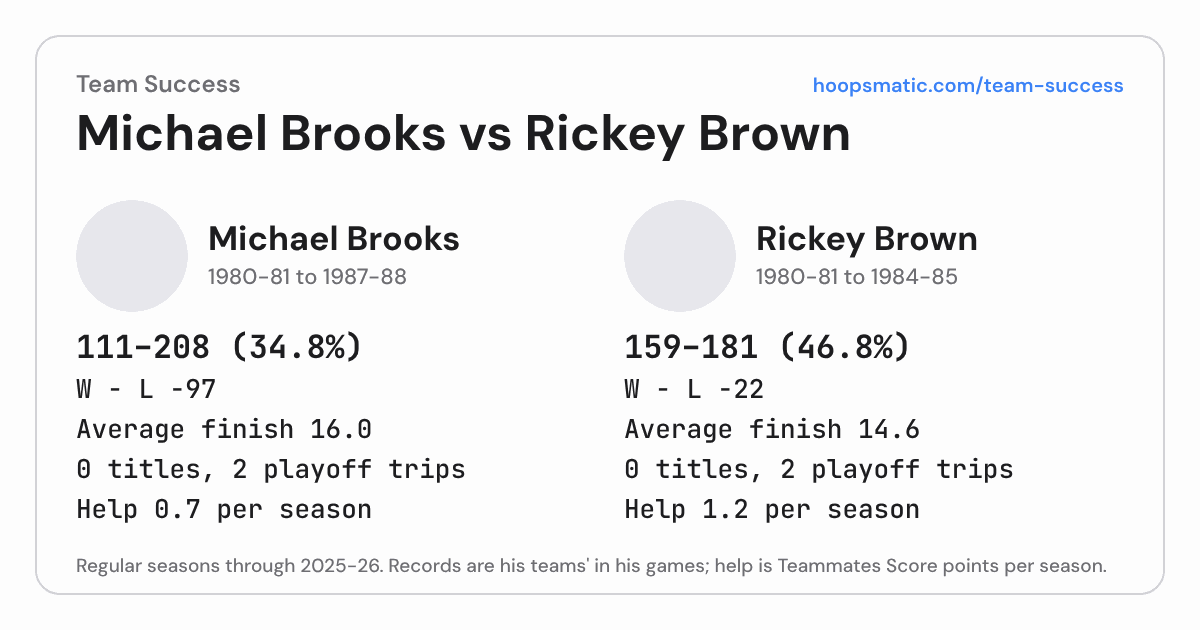 Team Success
hoopsmatic.com/team-success
Michael Brooks vs Rickey Brown
Michael Brooks
1980-81 to 1987-88
111-208 (34.8%)
W - L -97
Average finish 16.0
0 titles, 2 playoff trips
Help 0.7 per season
Rickey Brown
1980-81 to 1984-85
159-181 (46.8%)
W - L -22
Average finish 14.6
0 titles, 2 playoff trips
Help 1.2 per season
Regular seasons through 2025-26. Records are his teams' in his games; help is Teammates Score points per season.